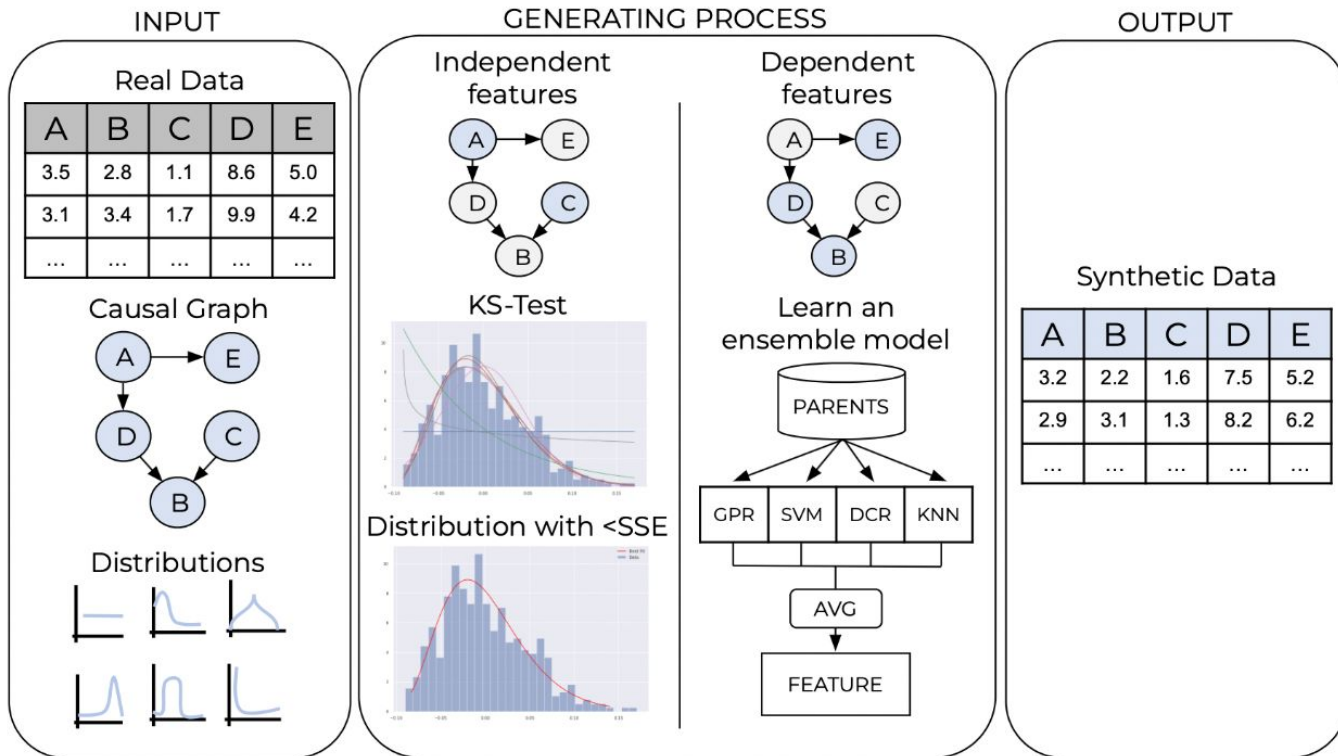 INPUT
Real Data
A B C D E
3.5 2.8 1.1 8.6 5.0
3.1 3.4 1.7 9.9 4.2
... ... ... ... ...
Causal Graph
A E
D C
B
Distributions
GENERATING PROCESS
Independent
features
A E
D C
B
KS-Test
Distribution with <SSE
Best Fit
Data
Dependent
features
A E
D C
B
Learn an
ensemble model
PARENTS
GPR SVM DCR KNN
AVG
FEATURE
OUTPUT
Synthetic Data
A B C D E
3.2 2.2 1.6 7.5 5.2
2.9 3.1 1.3 8.2 6.2
... ... ... ... ...